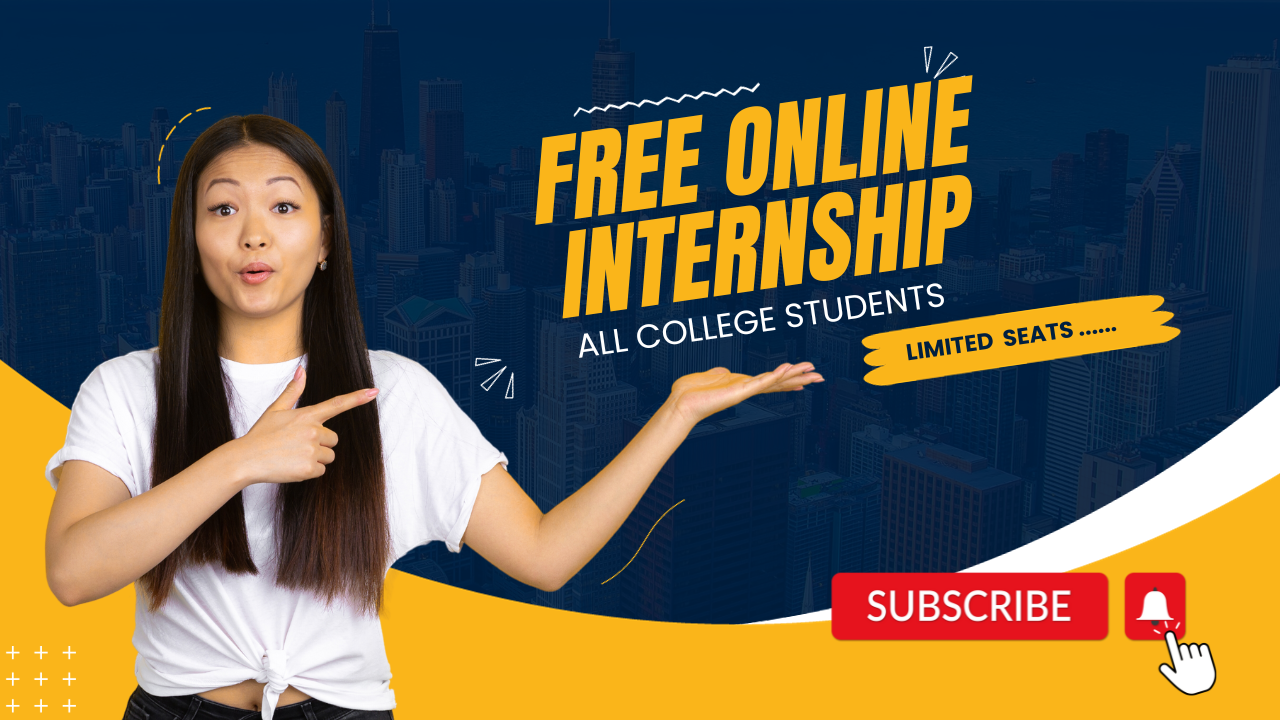 FREE ONLINE
INTERNSHIP
ALL COLLEGE STUDENTS
LIMITED SEATS ......
SUBSCRIBE